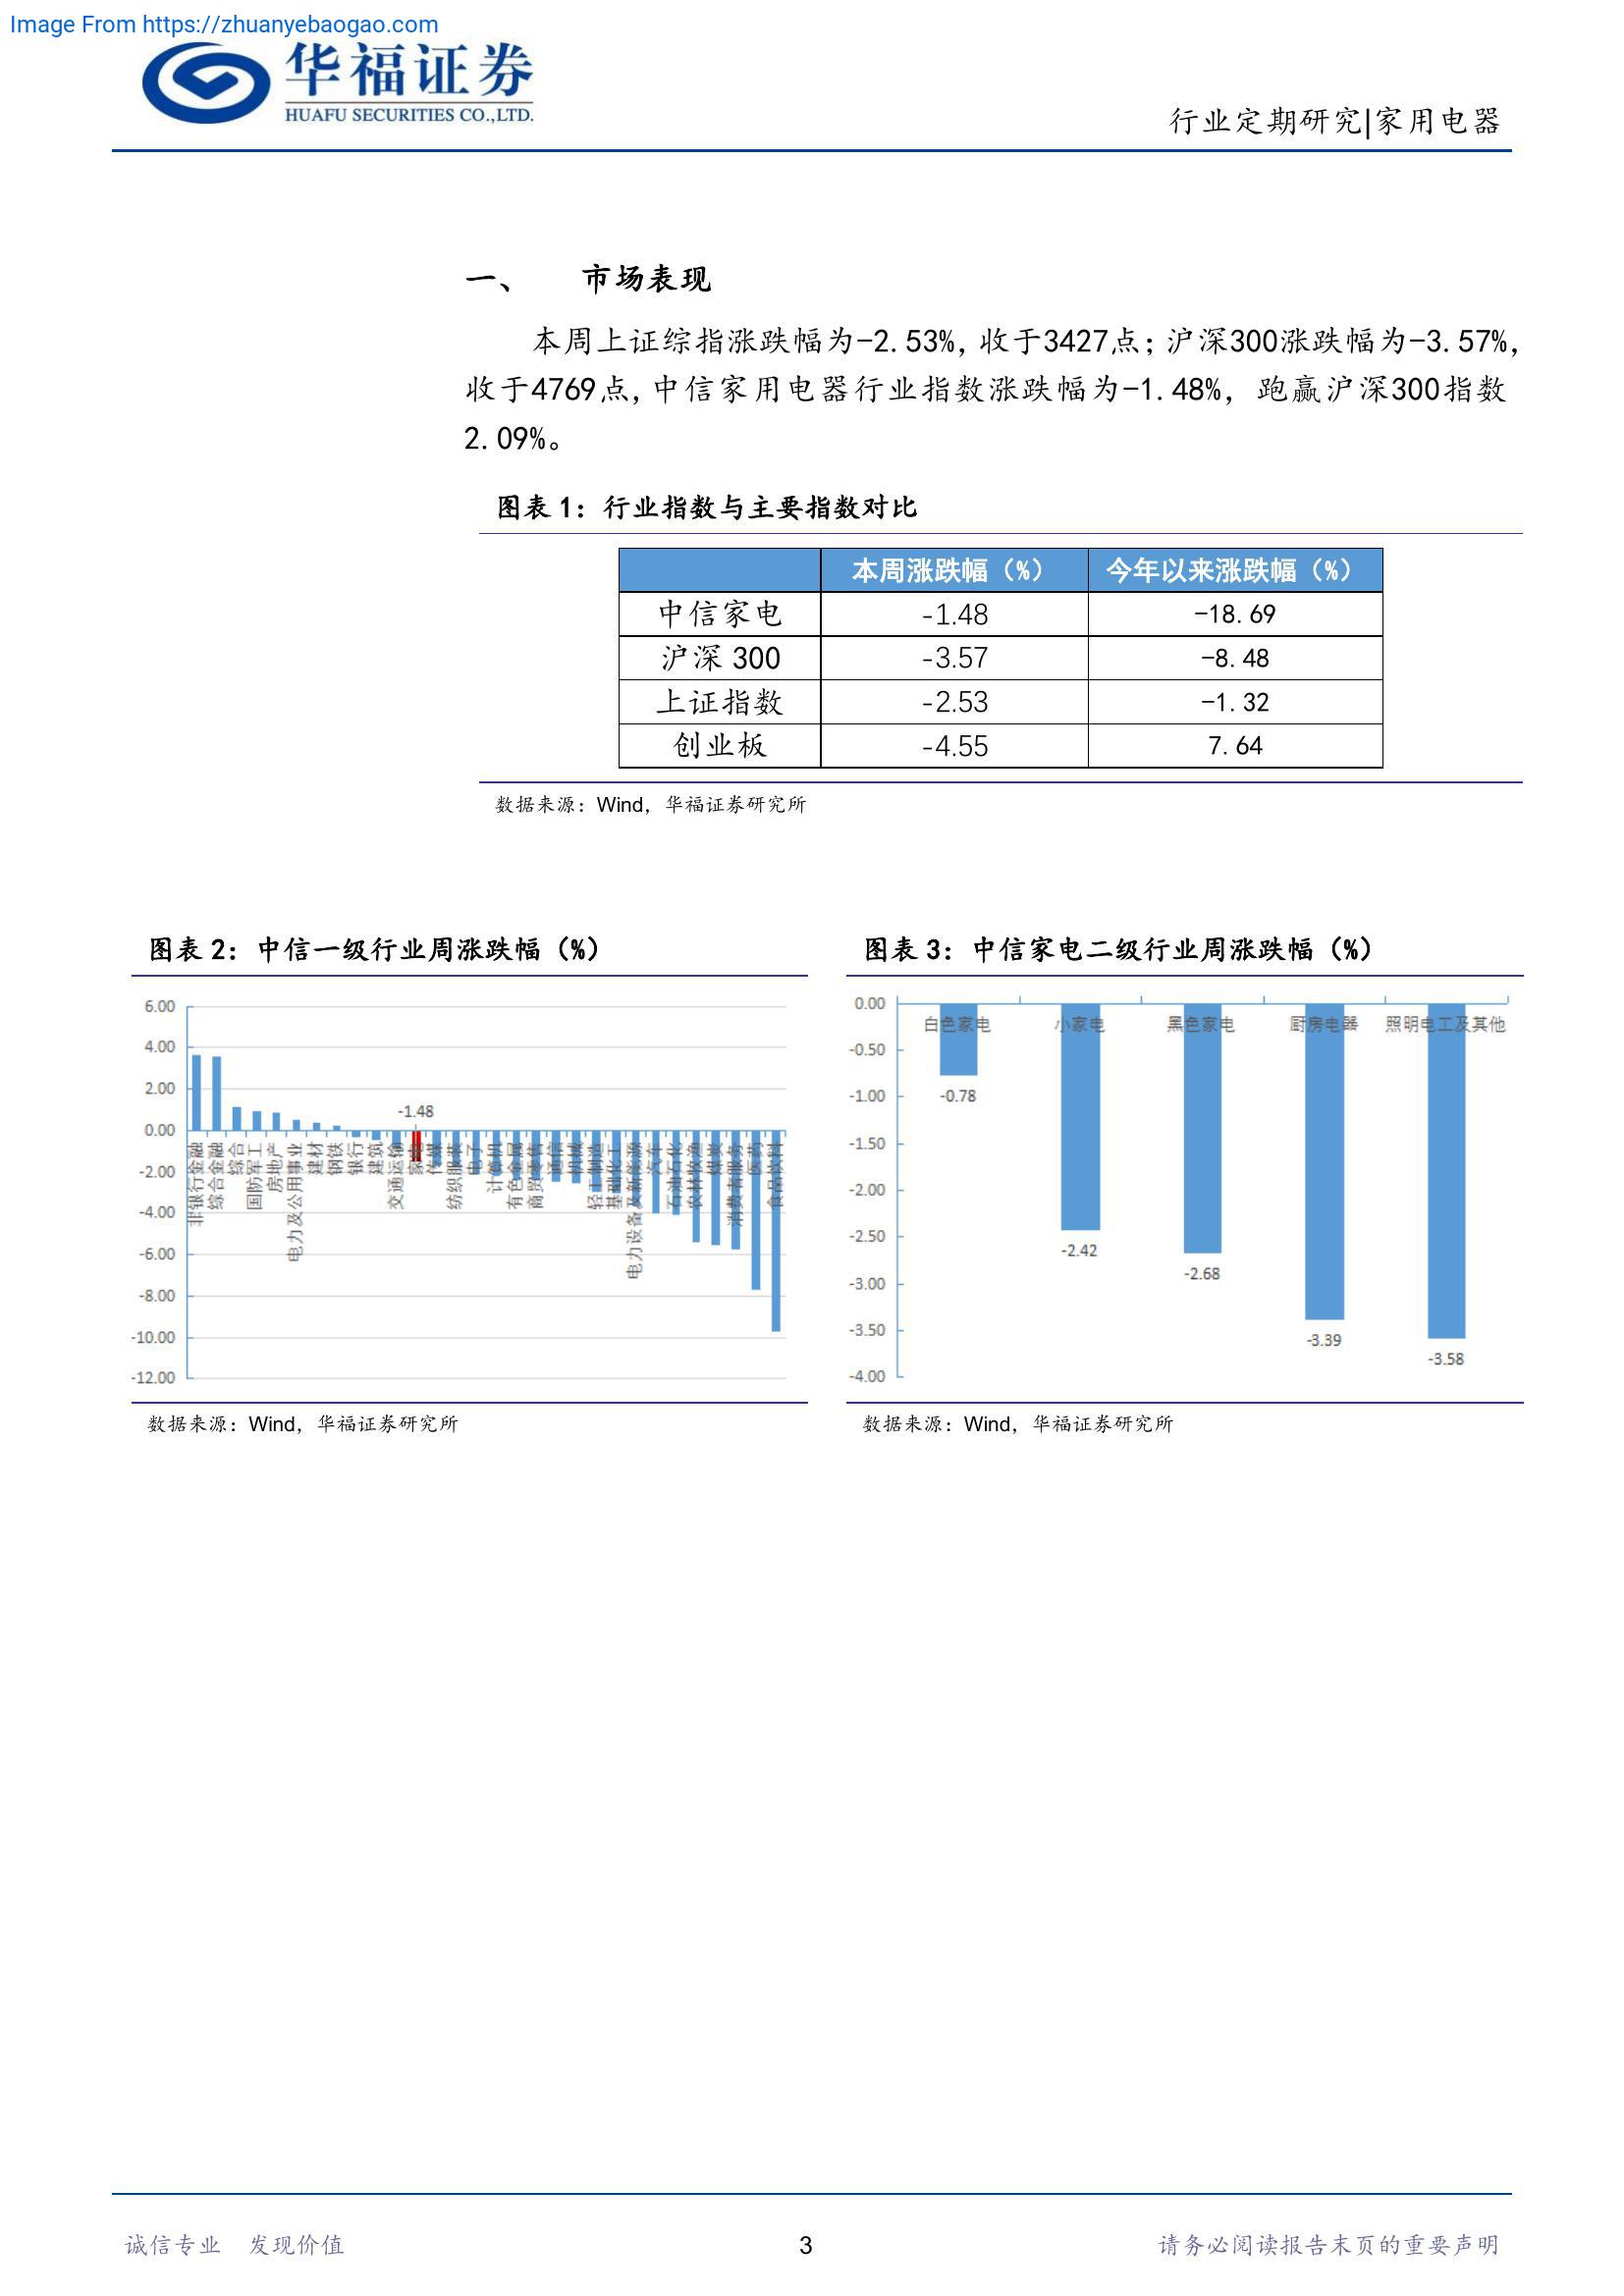 Image From https://zhuanyebaogao.com
华福证券
HUAFU SECURITIES CO.,LTD.
行业定期研究|家用电器
一、 市场表现
本周上证综指涨跌幅为-2.53%, 收于3427点; 沪深300涨跌幅为-3.57%,
收于4769点, 中信家用电器行业指数涨跌幅为-1.48%, 跑赢沪深300指数
2.09%。
图表 1：行业指数与主要指数对比
本周涨跌幅（%） 今年以来涨跌幅（%）
中信家电 -1.48 -18.69
沪深 300 -3.57 -8.48
上证指数 -2.53 -1.32
创业板 -4.55 7.64
数据来源：Wind，华福证券研究所
图表 2：中信一级行业周涨跌幅（%）
6.00
4.00
2.00
0.00
-2.00
-4.00
-6.00
-8.00
-10.00
-12.00
-1.48
非银行金融
综合金融
综合
国防军工
房地产
电力及公用事业
建材
钢铁
银行
建筑
交通运输
家电
传媒
纺织服装
电子
计算机
有色金属
商贸零售
通信
机械
轻工制造
基础化工
电力设备及新能源
汽车
石油石化
农林牧渔
煤炭
消费者服务
医药
食品饮料
数据来源：Wind，华福证券研究所
图表 3：中信家电二级行业周涨跌幅（%）
0.00
-0.50
-1.00
-1.50
-2.00
-2.50
-3.00
-3.50
-4.00
白色家电 小家电 黑色家电 厨房电器 照明电工及其他
-0.78
-2.42
-2.68
-3.39
-3.58
数据来源：Wind，华福证券研究所
诚信专业 发现价值
3
请务必阅读报告末页的重要声明